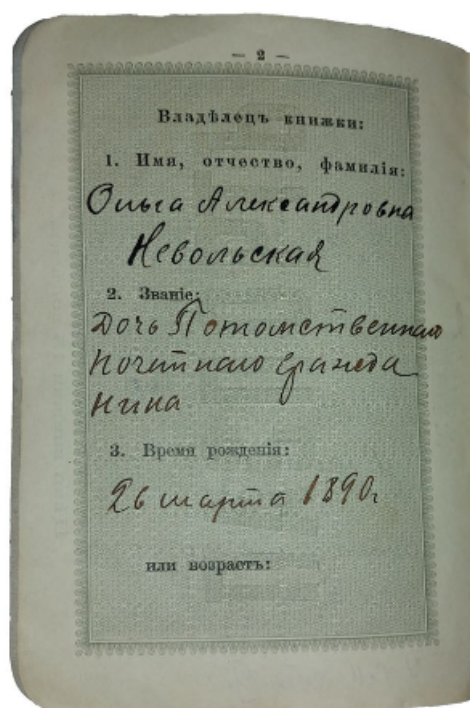 — 2 —
Владѣлецъ книжки:
1. Имя, отчество, фамилія:
Ольга Александровна
Невольская
2. Званіе:
Дочь Потомственнаго
Почетнаго Гражда
нина
3. Время рожденія:
26 марта 1890 г
или возрастъ: